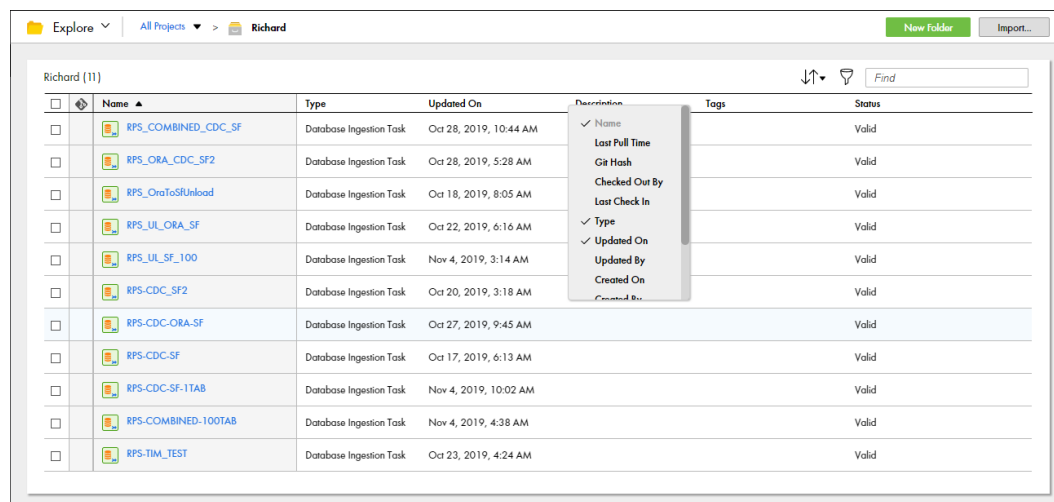 Explore All Projects > Richard New Folder Import...
Richard (11) Find
Name Type Updated On Description Tags Status
RPS_COMBINED_CDC_SF Database Ingestion Task Oct 28, 2019, 10:44 AM Valid
RPS_ORA_CDC_SF2 Database Ingestion Task Oct 28, 2019, 5:28 AM Valid
RPS_OraToSfUnload Database Ingestion Task Oct 18, 2019, 8:05 AM Valid
RPS_UL_ORA_SF Database Ingestion Task Oct 22, 2019, 6:16 AM Valid
RPS_UL_SF_100 Database Ingestion Task Nov 4, 2019, 3:14 AM Valid
RPS-CDC_SF2 Database Ingestion Task Oct 20, 2019, 3:18 AM Valid
RPS-CDC-ORA-SF Database Ingestion Task Oct 27, 2019, 9:45 AM Valid
RPS-CDC-SF Database Ingestion Task Oct 17, 2019, 6:13 AM Valid
RPS-CDC-SF-1TAB Database Ingestion Task Nov 4, 2019, 10:02 AM Valid
RPS-COMBINED-100TAB Database Ingestion Task Nov 4, 2019, 4:38 AM Valid
RPS-TIM_TEST Database Ingestion Task Oct 23, 2019, 4:24 AM Valid
Name
Last Pull Time
Git Hash
Checked Out By
Last Check In
Type
Updated On
Updated By
Created On
Created By